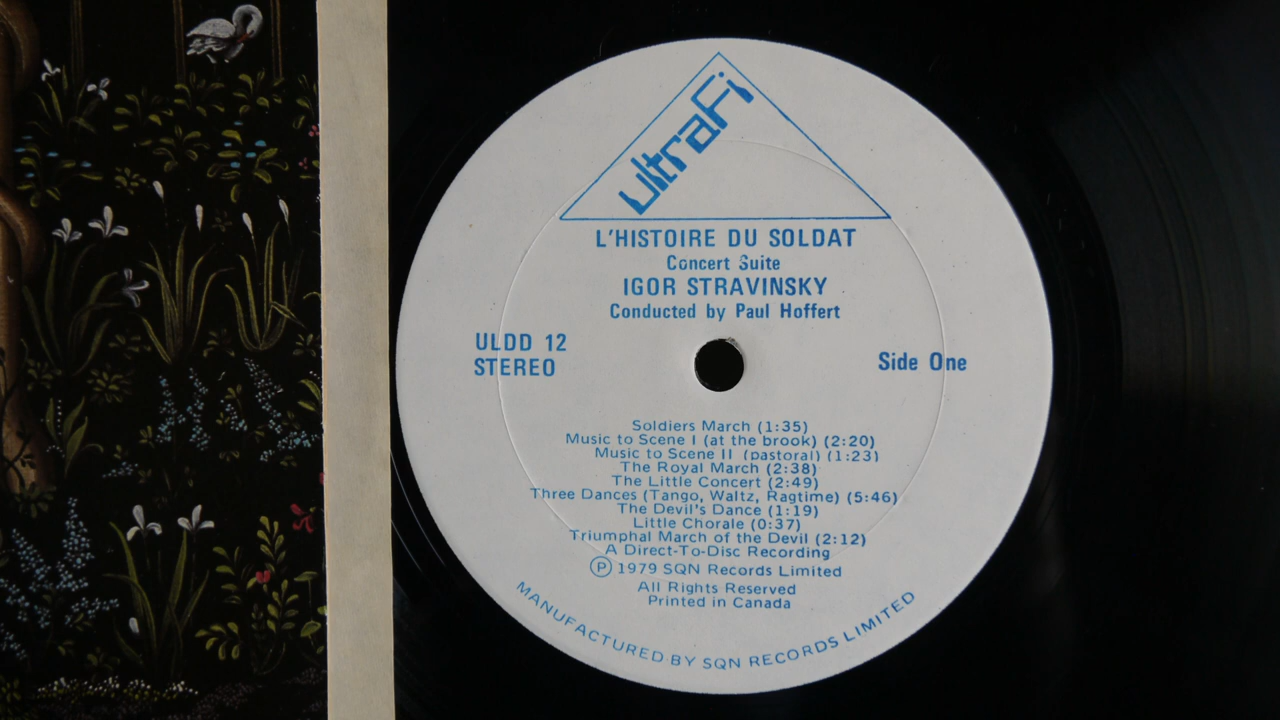 ultraFi
L'HISTOIRE DU SOLDAT
Concert Suite
IGOR STRAVINSKY
Conducted by Paul Hoffert
ULDD 12
STEREO
Side One
Soldiers March (1:35)
Music to Scene I (at the brook) (2:20)
Music to Scene II (pastoral) (1:23)
The Royal March (2:38)
The Little Concert (2:49)
Three Dances (Tango, Waltz, Ragtime) (5:46)
The Devil's Dance (1:19)
Little Chorale (0:37)
Triumphal March of the Devil (2:12)
A Direct-To-Disc Recording
Ⓟ 1979 SQN Records Limited
All Rights Reserved
Printed in Canada
MANUFACTURED BY SQN RECORDS LIMITED